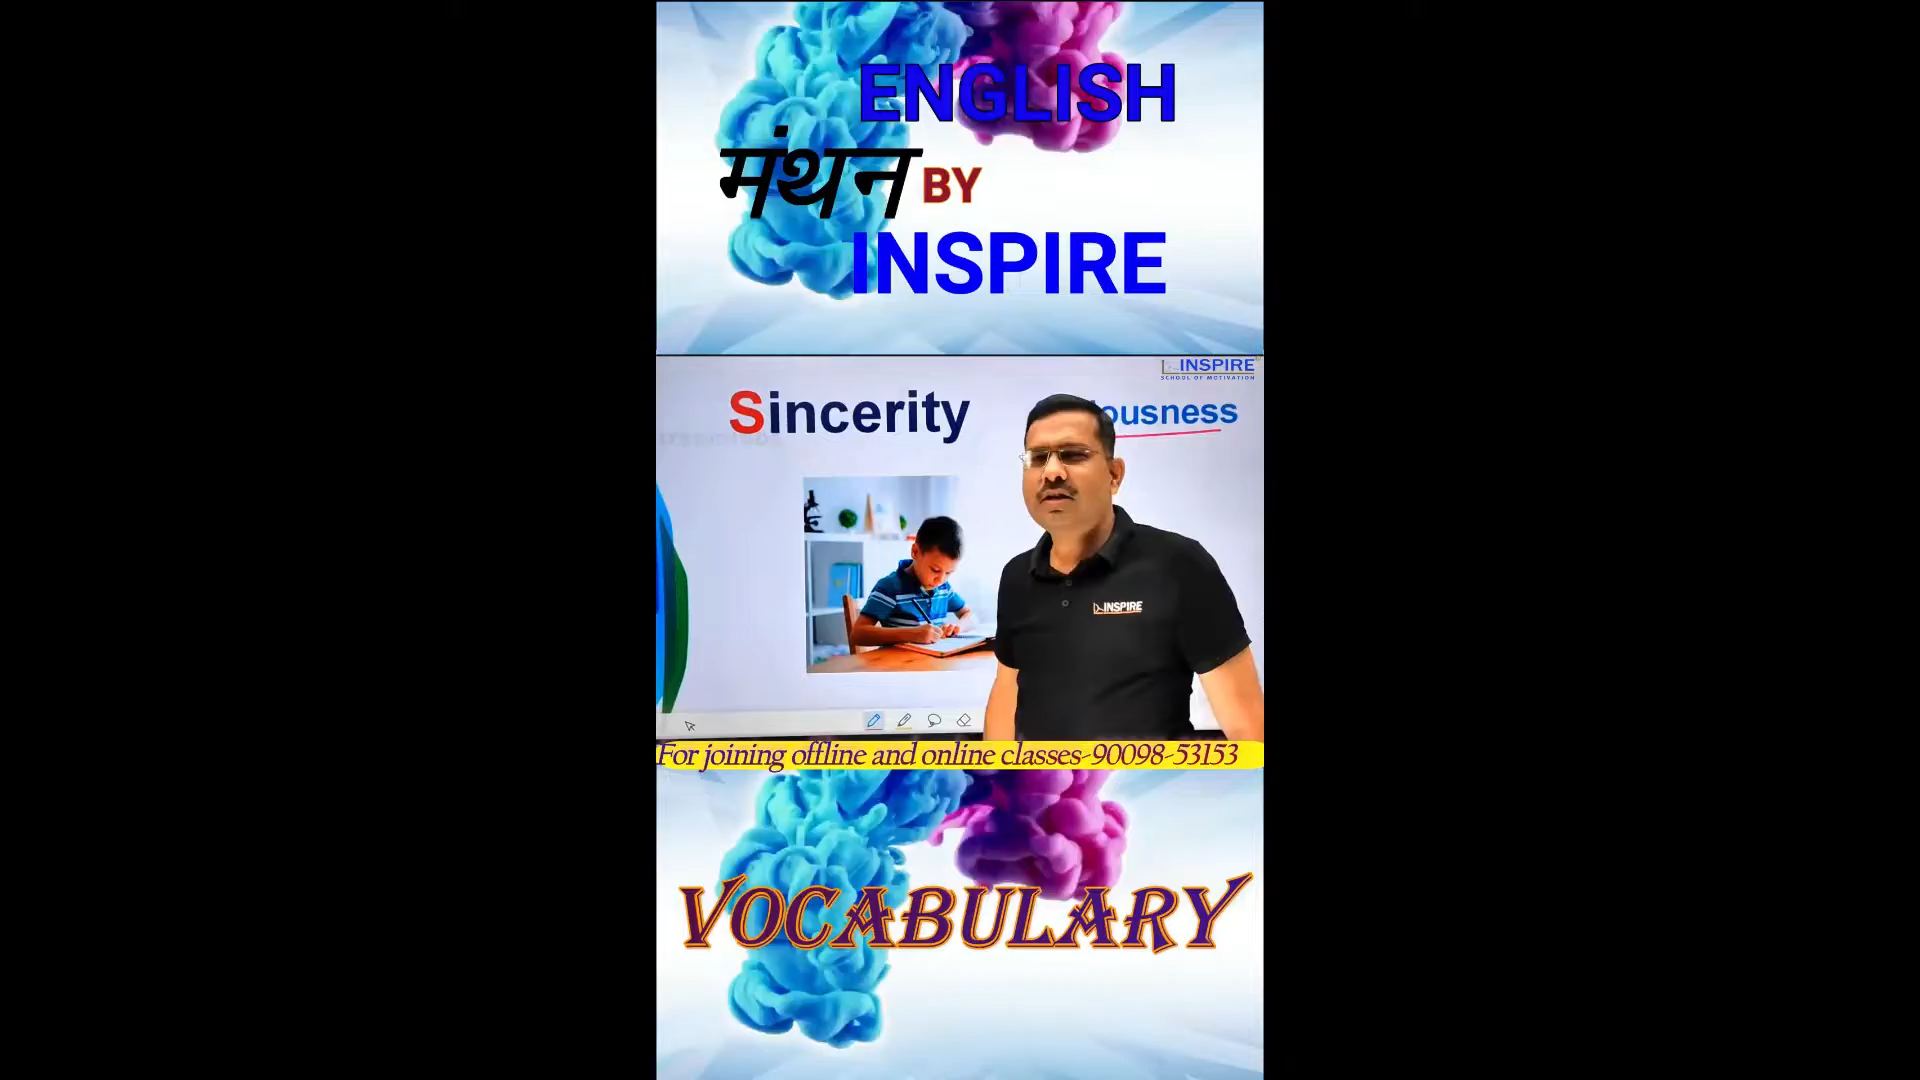 ENGLISH
मंथन BY
INSPIRE
INSPIRE
SCHOOL OF MOTIVATION
Sincerity
ousness
INSPIRE
For joining offline and online classes-90098-53153
VOCABULARY